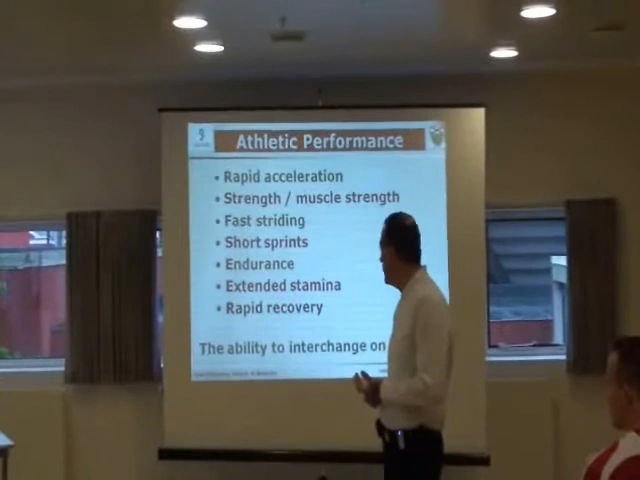 Athletic Performance
• Rapid acceleration
• Strength / muscle strength
• Fast striding
• Short sprints
• Endurance
• Extended stamina
• Rapid recovery
The ability to interchange on